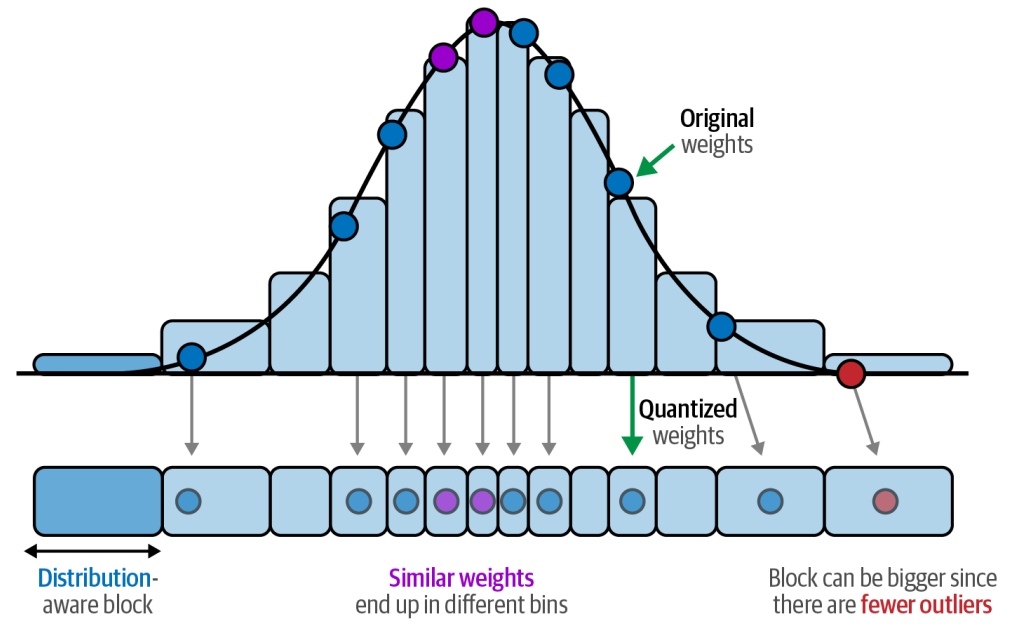 Original
weights
Quantized
weights
Distribution-
aware block
Similar weights
end up in different bins
Block can be bigger since
there are fewer outliers